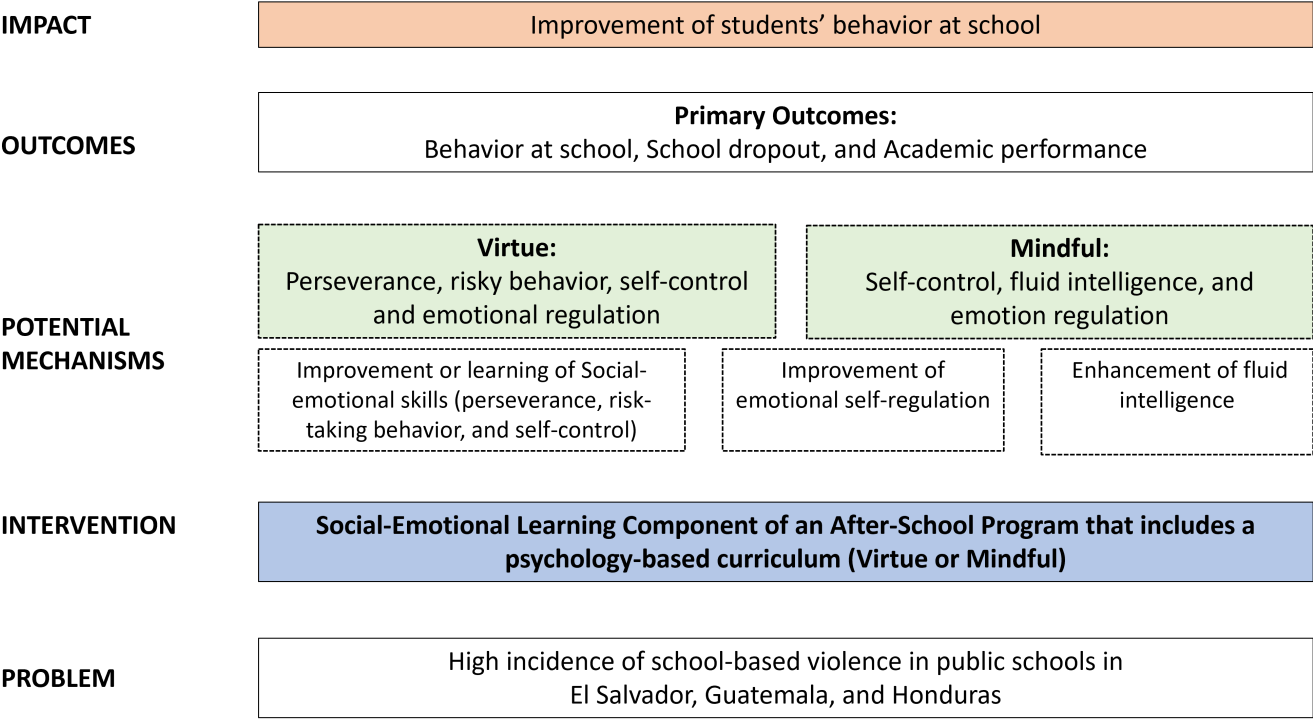 IMPACT
Improvement of students’ behavior at school
OUTCOMES
Primary Outcomes:
Behavior at school, School dropout, and Academic performance
POTENTIAL
MECHANISMS
Virtue:
Perseverance, risky behavior, self-control
and emotional regulation
Mindful:
Self-control, fluid intelligence, and
emotion regulation
Improvement or learning of Social-
emotional skills (perseverance, risk-
taking behavior, and self-control)
Improvement of
emotional self-regulation
Enhancement of fluid
intelligence
INTERVENTION
Social-Emotional Learning Component of an After-School Program that includes a
psychology-based curriculum (Virtue or Mindful)
PROBLEM
High incidence of school-based violence in public schools in
El Salvador, Guatemala, and Honduras